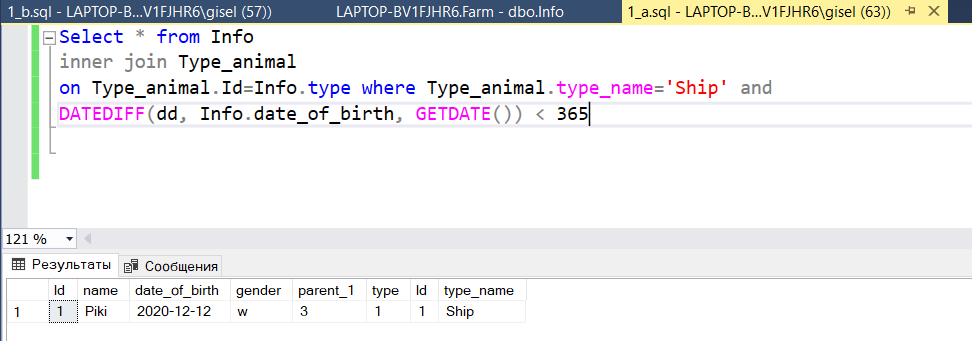 1_b.sql - LAPTOP-B...V1FJHR6\gisel (57))
LAPTOP-BV1FJHR6.Farm - dbo.Info
1_a.sql - LAPTOP-B...V1FJHR6\gisel (63))
Select * from Info
inner join Type_animal
on Type_animal.Id=Info.type where Type_animal.type_name='Ship' and
DATEDIFF(dd, Info.date_of_birth, GETDATE()) < 365
121 %
Результаты Сообщения
Id name date_of_birth gender parent_1 type Id type_name
1 1 Piki 2020-12-12 w 3 1 1 Ship